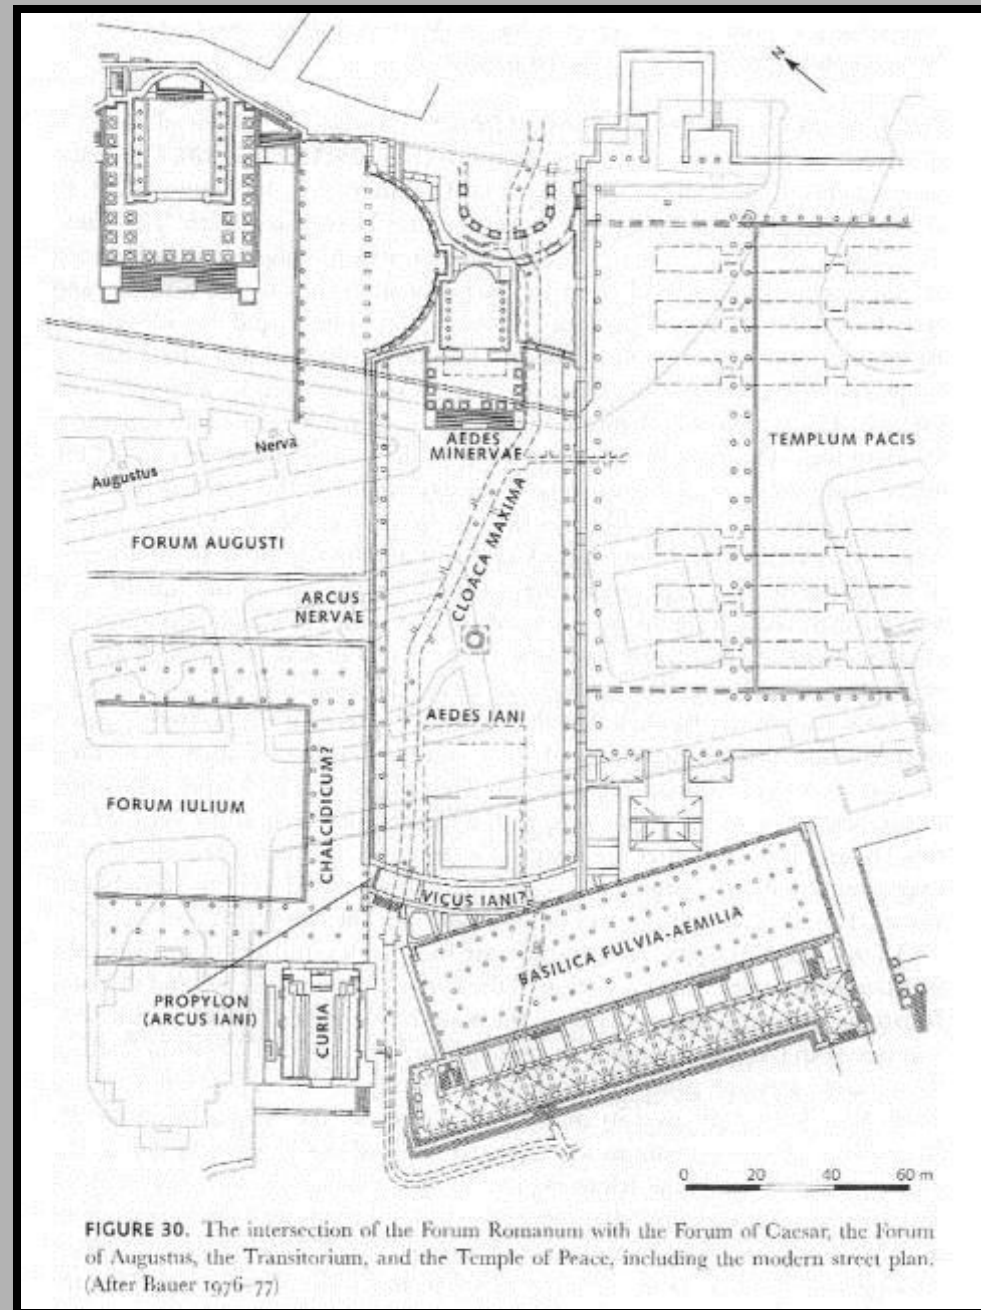 N
AEDES
MINERVAE
TEMPLUM PACIS
Nerva
Augustus
CLOACA MAXIMA
FORUM AUGUSTI
ARCUS
NERVAE
AEDES IANI
CHALCIDICUM?
FORUM IULIUM
VICUS IANI?
BASILICA FULVIA-AEMILIA
PROPYLON
(ARCUS IANI)
CURIA
0 20 40 60 m
FIGURE 30. The intersection of the Forum Romanum with the Forum of Caesar, the Forum
of Augustus, the Transitorium, and the Temple of Peace, including the modern street plan.
(After Bauer 1976–77)